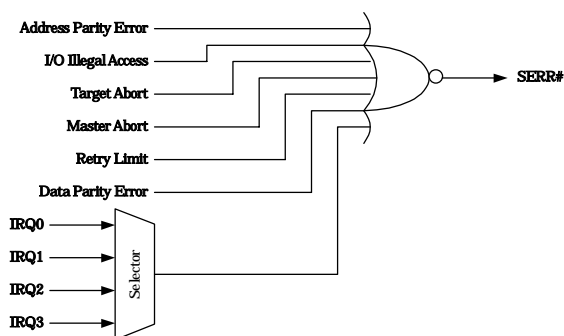 Address Parity Error
I/O Illegal Access
SERR#
Target Abort
Master Abort
Retry Limit
Data Parity Error
IRQ0
IRQ1
Selector
IRQ2
IRQ3